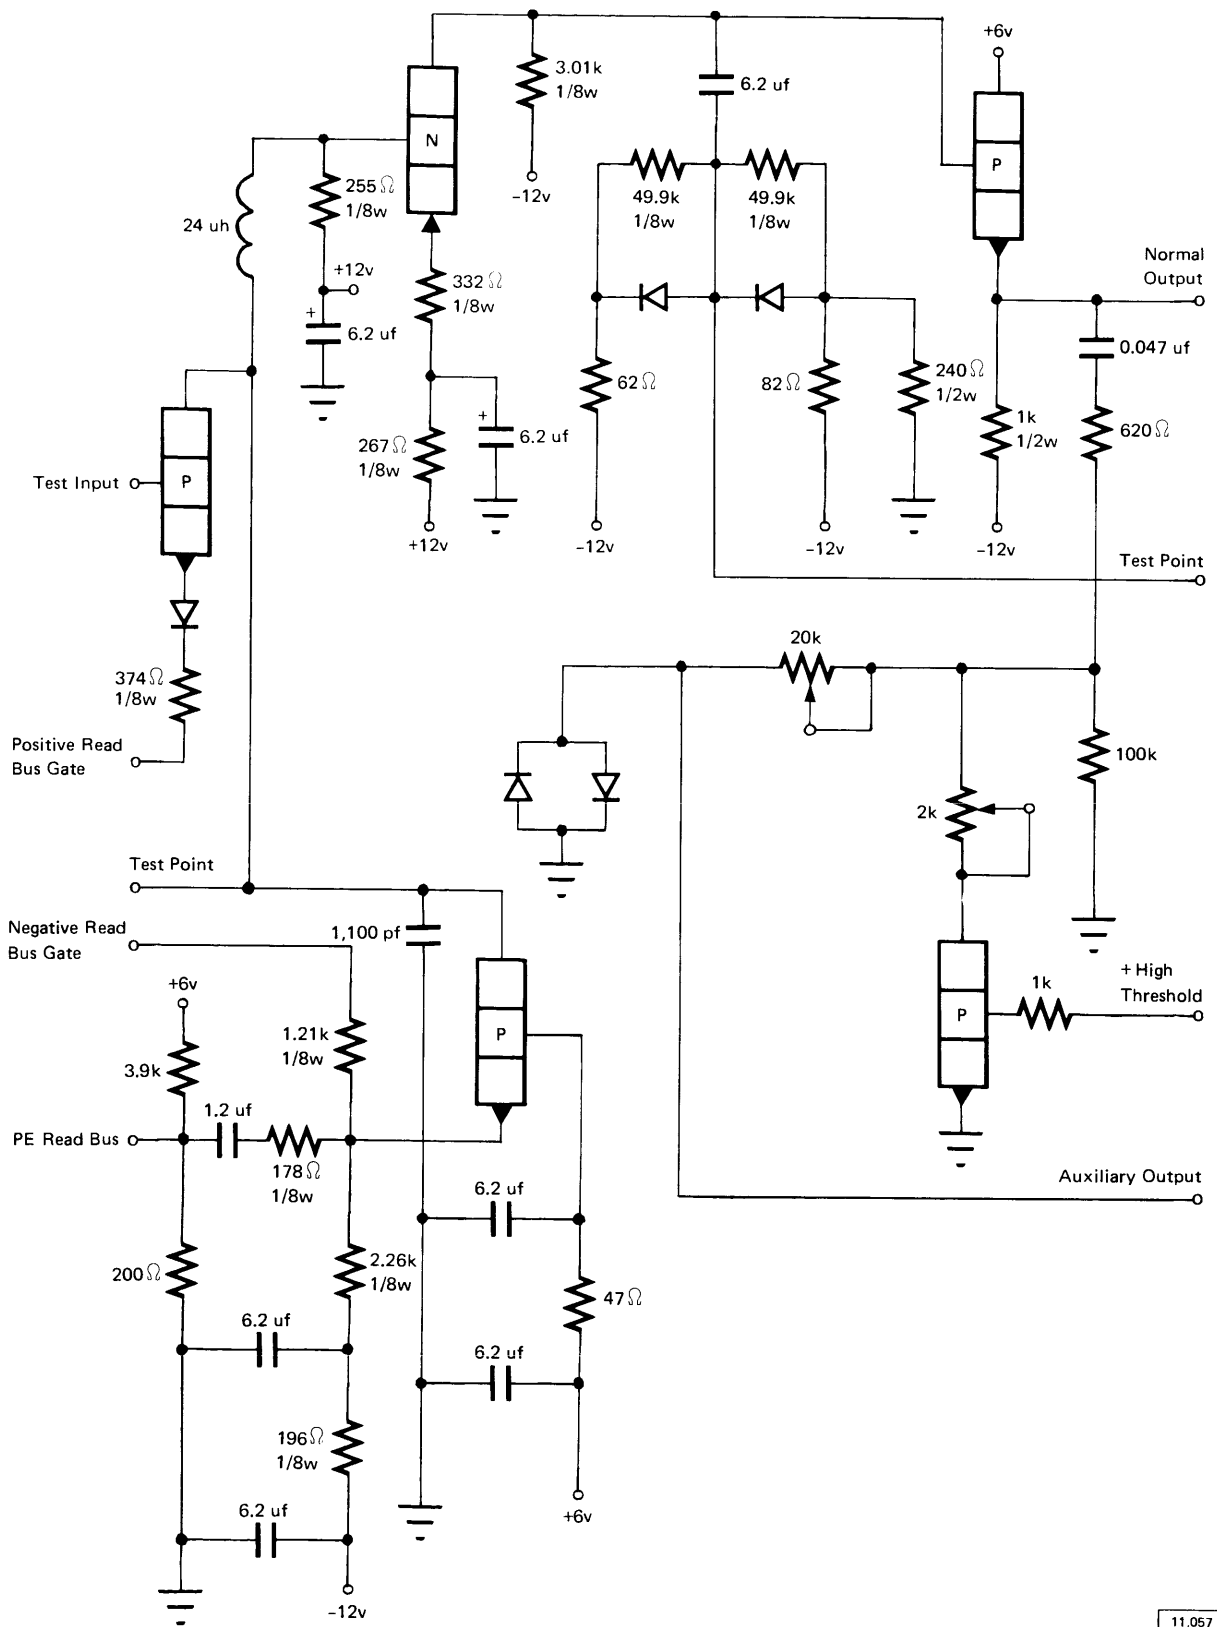 +6v
3.01k
1/8w
6.2 uf
N
P
255Ω
1/8w
49.9k
1/8w
49.9k
1/8w
-12v
24 uh
Normal
Output
+12v
332Ω
1/8w
+
6.2 uf
0.047 uf
62Ω
82Ω
240Ω
1/2w
1k
1/2w
620Ω
+
6.2 uf
267Ω
1/8w
Test Input
P
+12v
-12v
-12v
-12v
Test Point
20k
374Ω
1/8w
Positive Read
Bus Gate
100k
2k
Test Point
Negative Read
Bus Gate
1,100 pf
+ High
Threshold
+6v
1k
P
P
1.21k
1/8w
3.9k
1.2 uf
PE Read Bus
178Ω
1/8w
Auxiliary Output
6.2 uf
2.26k
1/8w
200Ω
47Ω
6.2 uf
6.2 uf
196Ω
1/8w
6.2 uf
+6v
-12v
11.057